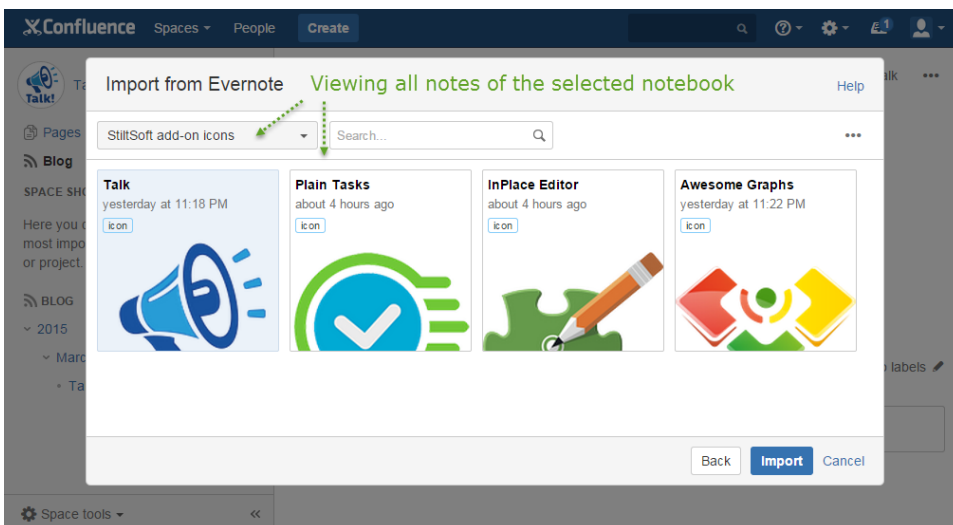 Confluence Spaces People Create 1
Talk!
Ta
Import from Evernote Viewing all notes of the selected notebook Help
alk
StiltSoft add-on icons Search...
Pages
Blog
SPACE SHO
Here you c
most impo
or project.
BLOG
2015
Marc
Ta
Talk
yesterday at 11:18 PM
icon
Plain Tasks
about 4 hours ago
icon
InPlace Editor
about 4 hours ago
icon
Awesome Graphs
yesterday at 11:22 PM
icon
labels
Back Import Cancel
Space tools